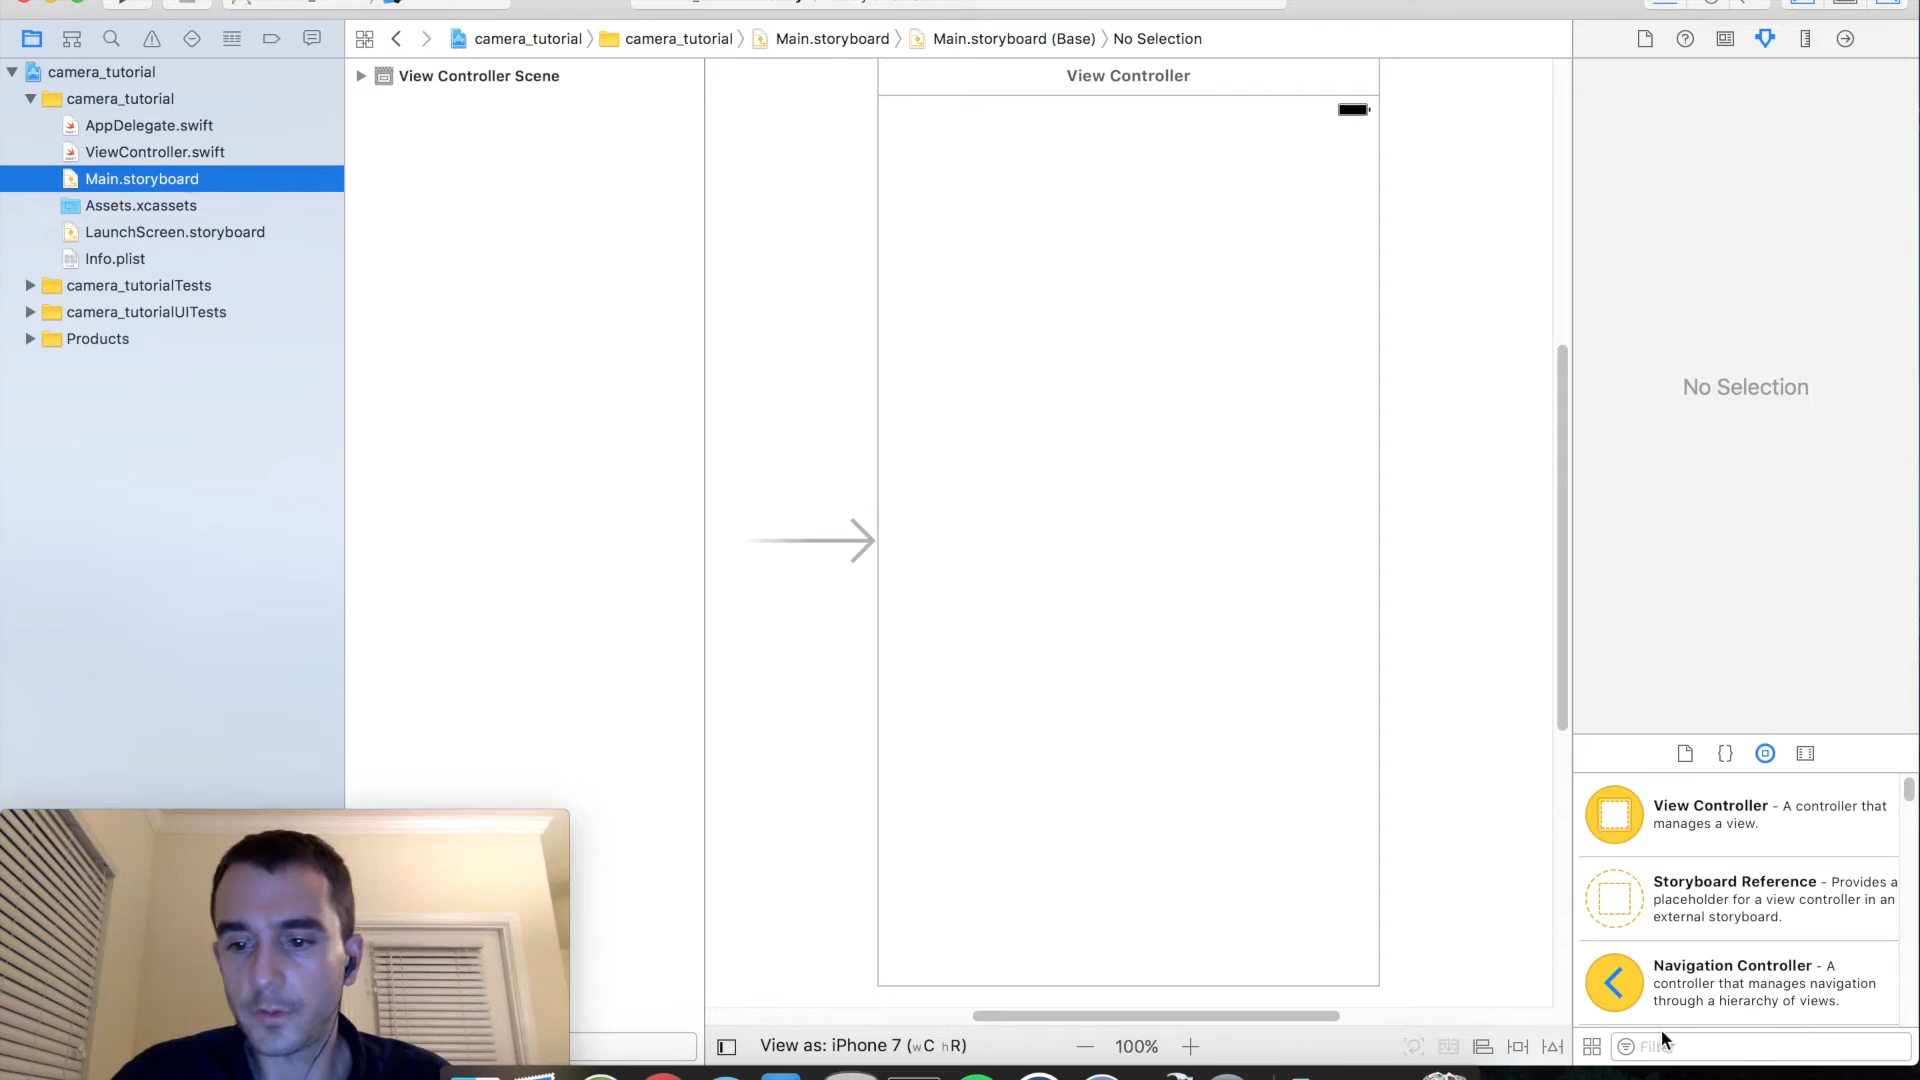 camera_tutorial 〉 camera_tutorial 〉 Main.storyboard 〉 Main.storyboard (Base) 〉 No Selection
camera_tutorial
camera_tutorial
AppDelegate.swift
ViewController.swift
Main.storyboard
Assets.xcassets
LaunchScreen.storyboard
Info.plist
camera_tutorialTests
camera_tutorialUITests
Products
View Controller Scene
View Controller
View as: iPhone 7 (wC hR)
— 100% +
No Selection
{}
View Controller - A controller that
manages a view.
Storyboard Reference - Provides a
placeholder for a view controller in an
external storyboard.
Navigation Controller - A
controller that manages navigation
through a hierarchy of views.